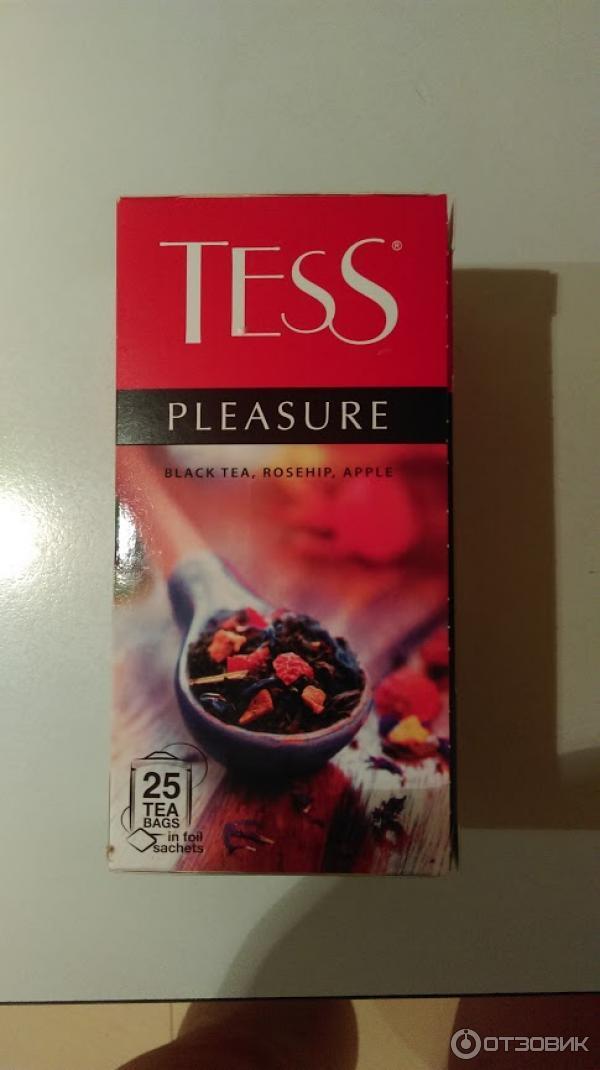 TESS®
PLEASURE
BLACK TEA, ROSEHIP, APPLE
25
TEA
BAGS
in foil
sachets
ОТЗОВИК